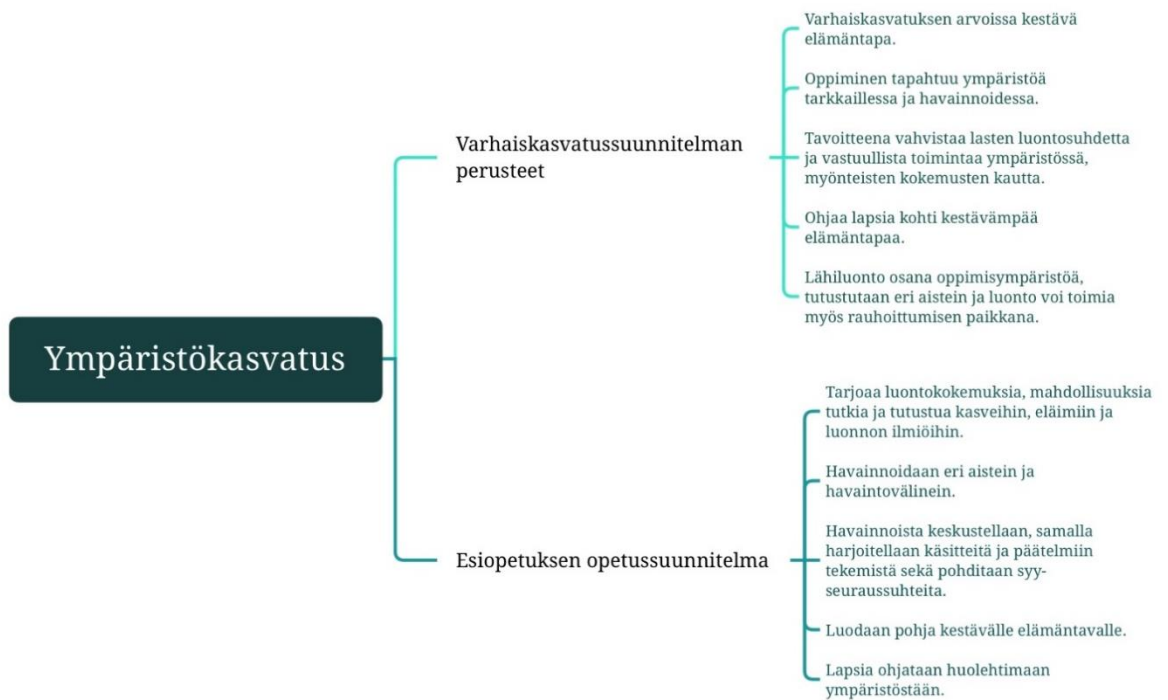 Ympäristökasvatus
Varhaiskasvatussuunnitelman
perusteet
Varhaiskasvatuksen arvoissa kestävä
elämäntapa.
Oppiminen tapahtuu ympäristöä
tarkkaillessa ja havainnoidessa.
Tavoitteena vahvistaa lasten luontosuhdetta
ja vastuullista toimintaa ympäristössä,
myönteisten kokemusten kautta.
Ohjaa lapsia kohti kestävämpää
elämäntapaa.
Lähiluonto osana oppimisympäristöä,
tutustutaan eri aistein ja luonto voi toimia
myös rauhoittumisen paikkana.
Esiopetuksen opetussuunnitelma
Tarjoaa luontokokemuksia, mahdollisuuksia
tutkia ja tutustua kasveihin, eläimiin ja
luonnon ilmiöihin.
Havainnoidaan eri aistein ja
havaintovälinein.
Havainnoista keskustellaan, samalla
harjoitellaan käsitteitä ja päätelmiin
tekemistä sekä pohditaan syy-
seuraussuhteita.
Luodaan pohja kestävälle elämäntavalle.
Lapsia ohjataan huolehtimaan
ympäristöstään.